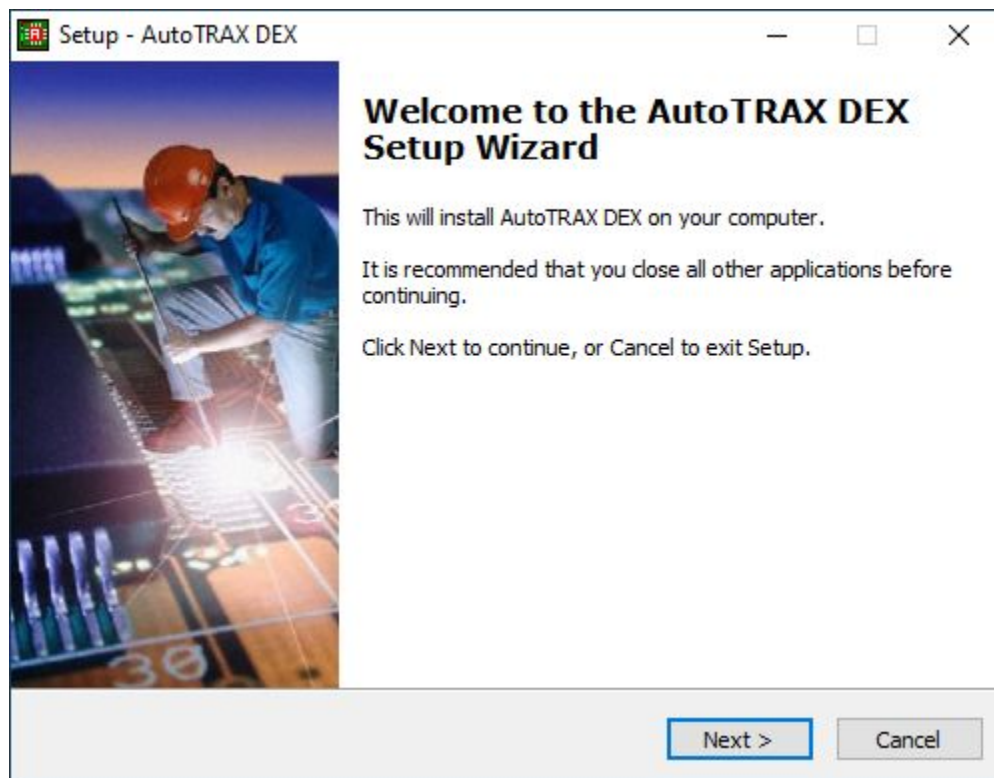 Setup - AutoTRAX DEX
Welcome to the AutoTRAX DEX
Setup Wizard
This will install AutoTRAX DEX on your computer.
It is recommended that you close all other applications before
continuing.
Click Next to continue, or Cancel to exit Setup.
30
Next >
Cancel